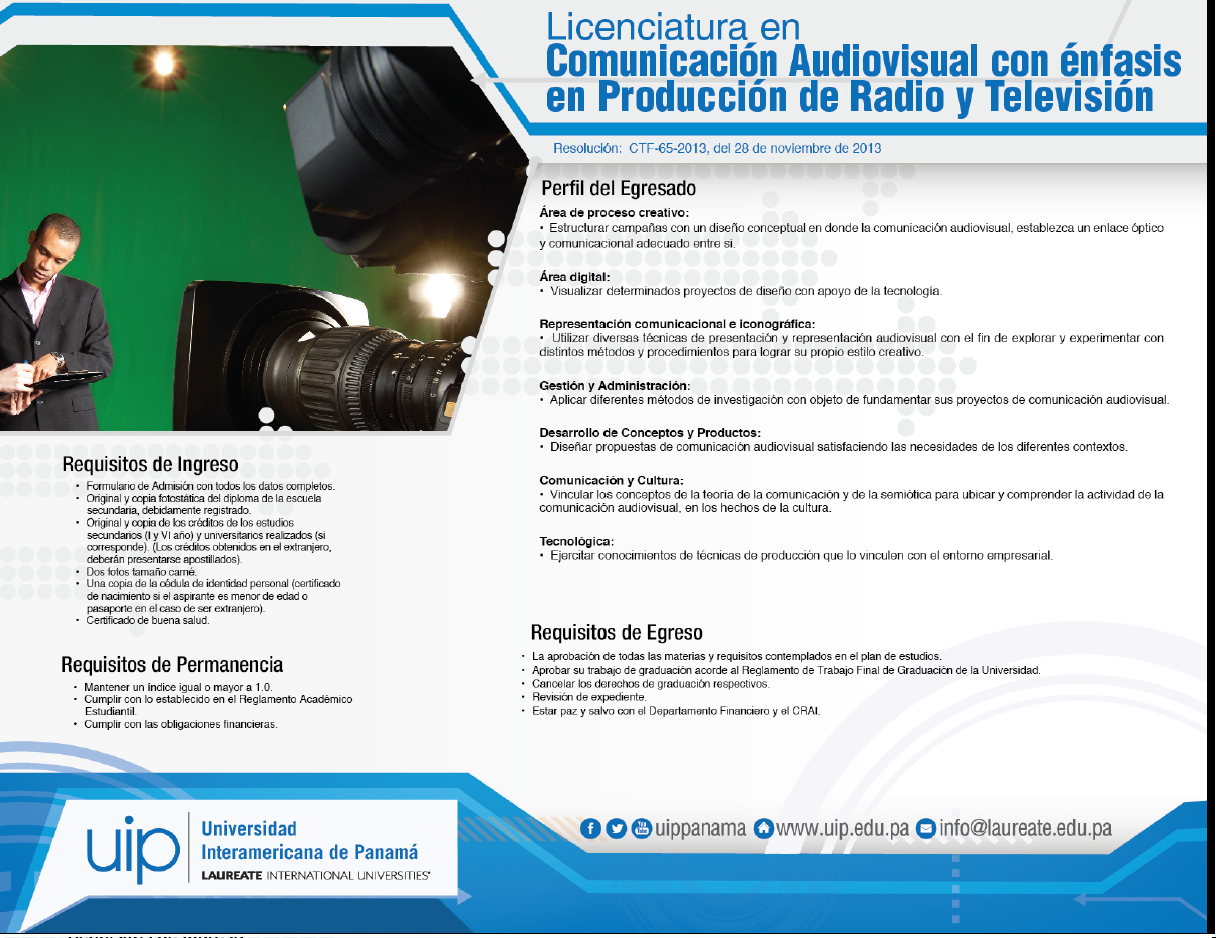 Licenciatura en
Comunicación Audiovisual con énfasis
en Producción de Radio y Televisión
Resolución: CTF-65-2013, del 28 de noviembre de 2013
Perfil del Egresado
Área de proceso creativo:
• Estructurar campañas con un diseño conceptual en donde la comunicación audiovisual, establezca un enlace óptico
y comunicacional adecuado entre si.
Área digital:
• Visualizar determinados proyectos de diseño con apoyo de la tecnología.
Representación comunicacional e iconográfica:
• Utilizar diversas técnicas de presentación y representación audiovisual con el fin de explorar y experimentar con
distintos métodos y procedimientos para lograr su propio estilo creativo.
Gestión y Administración:
• Aplicar diferentes métodos de investigación con objeto de fundamentar sus proyectos de comunicación audiovisual.
Desarrollo de Conceptos y Productos:
• Diseñar propuestas de comunicación audiovisual satisfaciendo las necesidades de los diferentes contextos.
Comunicación y Cultura:
• Vincular los conceptos de la teoría de la comunicación y de la semiótica para ubicar y comprender la actividad de la
comunicación audiovisual, en los hechos de la cultura.
Tecnológica:
• Ejercitar conocimientos de técnicas de producción que lo vinculen con el entorno empresarial.
Requisitos de Ingreso
• Formulario de Admisión con todos los datos completos.
• Original y copia fotostática del diploma de la escuela
secundaria, debidamente registrado.
• Original y copia de los créditos de los estudios
secundarios (I y VI año) y universitarios realizados (si
corresponde). (Los créditos obtenidos en el extranjero,
deberán presentarse apostillados).
• Dos fotos tamaño carné.
• Una copia de la cédula de identidad personal (certificado
de nacimiento si el aspirante es menor de edad o
pasaporte en el caso de ser extranjero).
• Certificado de buena salud.
Requisitos de Permanencia
• Mantener un índice igual o mayor a 1.0.
• Cumplir con lo establecido en el Reglamento Académico
Estudiantil.
• Cumplir con las obligaciones financieras.
Requisitos de Egreso
• La aprobación de todas las materias y requisitos contemplados en el plan de estudios.
• Aprobar su trabajo de graduación acorde al Reglamento de Trabajo Final de Graduación de la Universidad.
• Cancelar los derechos de graduación respectivos.
• Revisión de expediente.
• Estar paz y salvo con el Departamento Financiero y el CRAI.
uip
Universidad
Interamericana de Panamá
LAUREATE INTERNATIONAL UNIVERSITIES
You Tube uippanama www.uip.edu.pa info@laureate.edu.pa